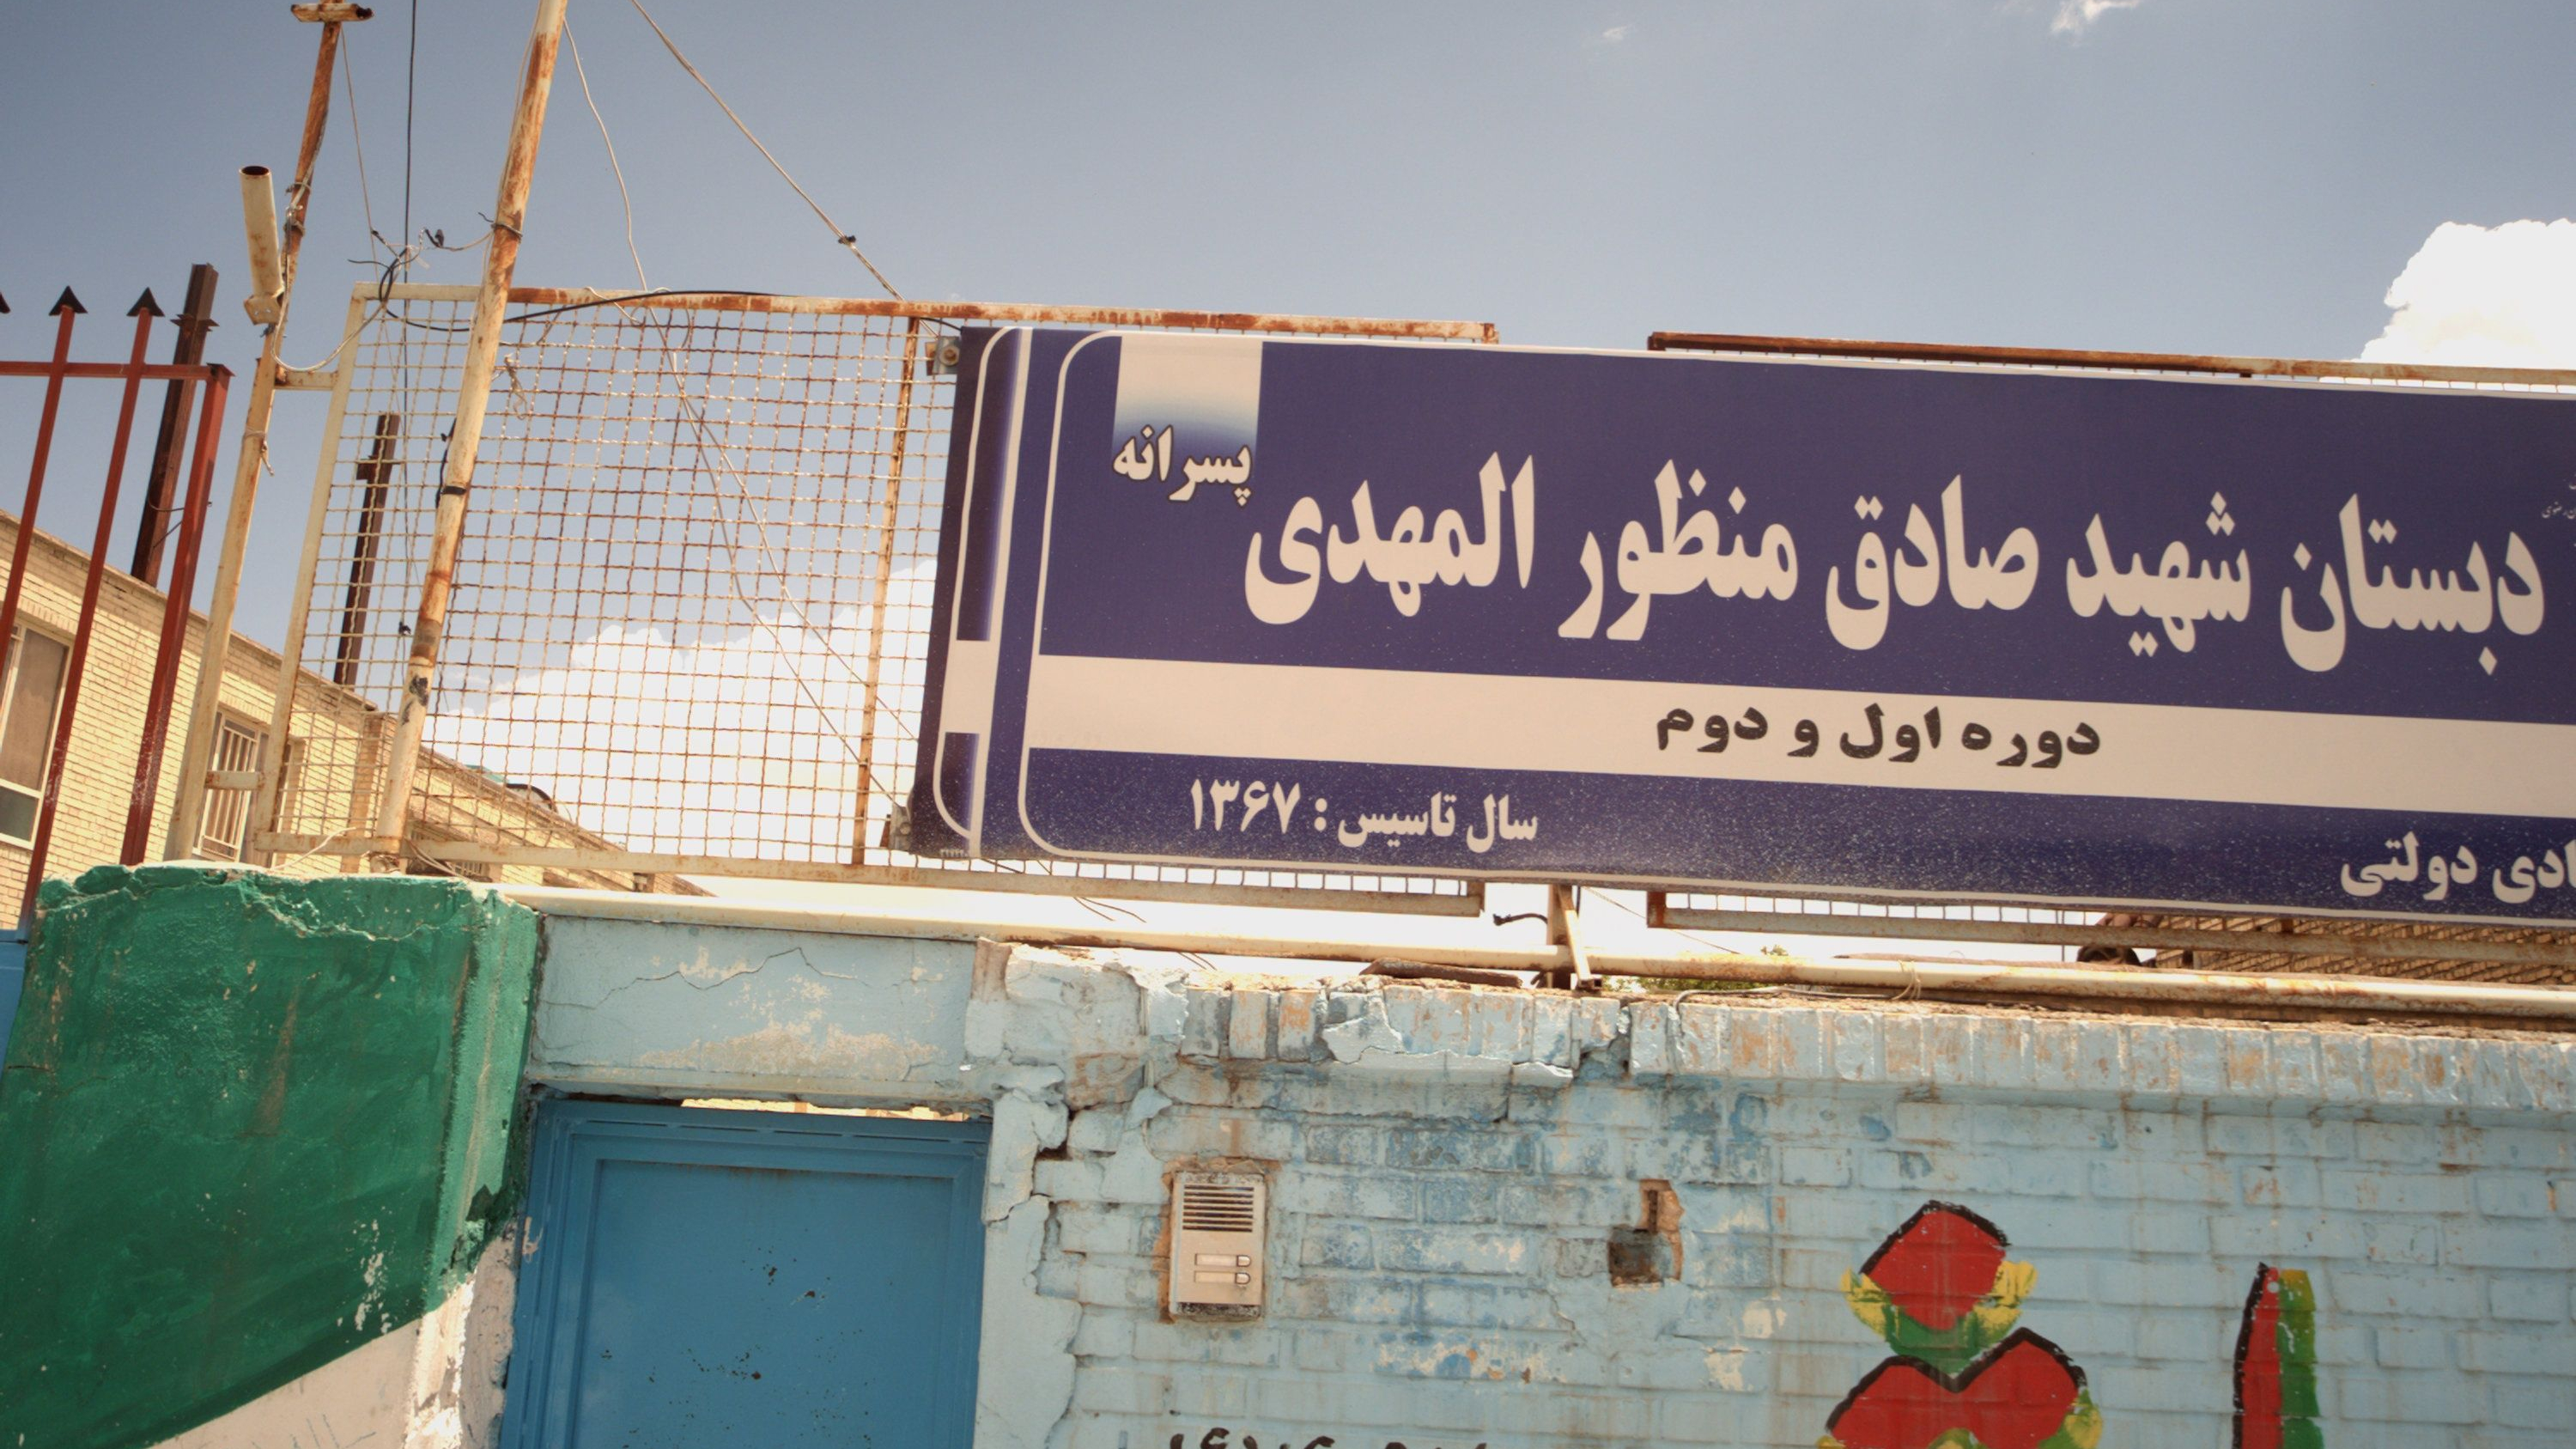 پسرانه
دبستان شهید صادق منظور المهدی
دوره اول و دوم
سال تاسیس : ۱۳۶۷
دولتی